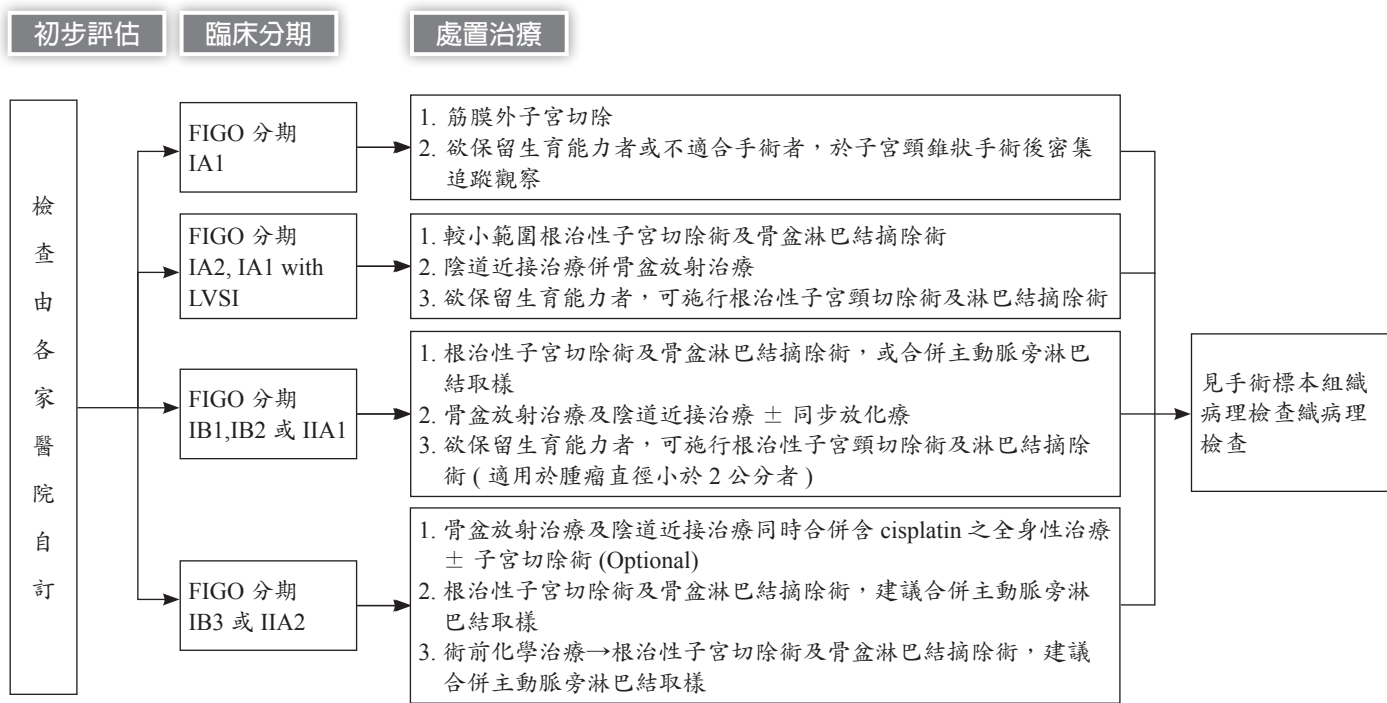 初步評估
臨床分期
處置治療
檢查由各家醫院自訂
FIGO 分期
IA1
1. 筋膜外子宮切除
2. 欲保留生育能力者或不適合手術者，於子宮頸錐狀手術後密集
追蹤觀察
FIGO 分期
IA2, IA1 with
LVSI
1. 較小範圍根治性子宮切除術及骨盆淋巴結摘除術
2. 陰道近接治療併骨盆放射治療
3. 欲保留生育能力者，可施行根治性子宮頸切除術及淋巴結摘除術
FIGO 分期
IB1,IB2 或 IIA1
1. 根治性子宮切除術及骨盆淋巴結摘除術，或合併主動脈旁淋巴
結取樣
2. 骨盆放射治療及陰道近接治療 ± 同步放化療
3. 欲保留生育能力者，可施行根治性子宮頸切除術及淋巴結摘除
術 ( 適用於腫瘤直徑小於 2 公分者 )
FIGO 分期
IB3 或 IIA2
1. 骨盆放射治療及陰道近接治療同時合併含 cisplatin 之全身性治療
± 子宮切除術 (Optional)
2. 根治性子宮切除術及骨盆淋巴結摘除術，建議合併主動脈旁淋
巴結取樣
3. 術前化學治療→根治性子宮切除術及骨盆淋巴結摘除術，建議
合併主動脈旁淋巴結取樣
見手術標本組織
病理檢查織病理
檢查